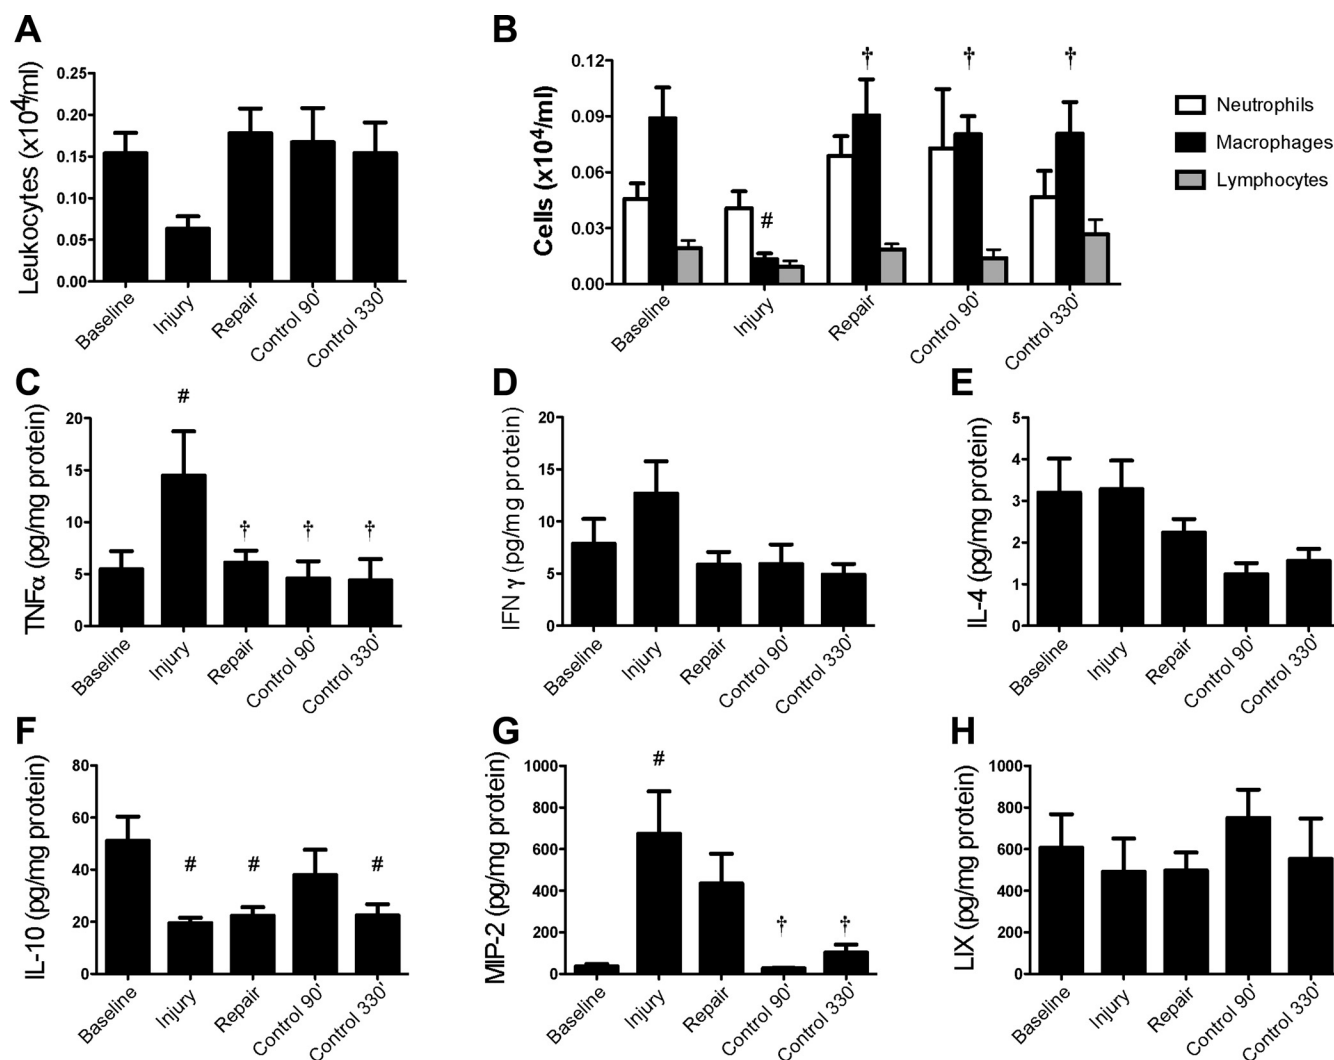 A
Leukocytes (x10⁴/ml)
0.25
0.20
0.15
0.10
0.05
0.00
Baseline
Injury
Repair
Control 90'
Control 330'
B
Cells (x10⁴/ml)
0.12
0.09
0.06
0.03
0.00
#
†
†
†
Baseline
Injury
Repair
Control 90'
Control 330'
Neutrophils
Macrophages
Lymphocytes
C
TNFα (pg/mg protein)
20
15
10
5
0
#
†
†
†
Baseline
Injury
Repair
Control 90'
Control 330'
D
IFN γ (pg/mg protein)
20
15
10
5
0
Baseline
Injury
Repair
Control 90'
Control 330'
E
IL-4 (pg/mg protein)
5
4
3
2
1
0
Baseline
Injury
Repair
Control 90'
Control 330'
F
IL-10 (pg/mg protein)
80
60
40
20
0
#
#
#
Baseline
Injury
Repair
Control 90'
Control 330'
G
MIP-2 (pg/mg protein)
1000
800
600
400
200
0
#
†
†
Baseline
Injury
Repair
Control 90'
Control 330'
H
LIX (pg/mg protein)
1000
800
600
400
200
0
Baseline
Injury
Repair
Control 90'
Control 330'